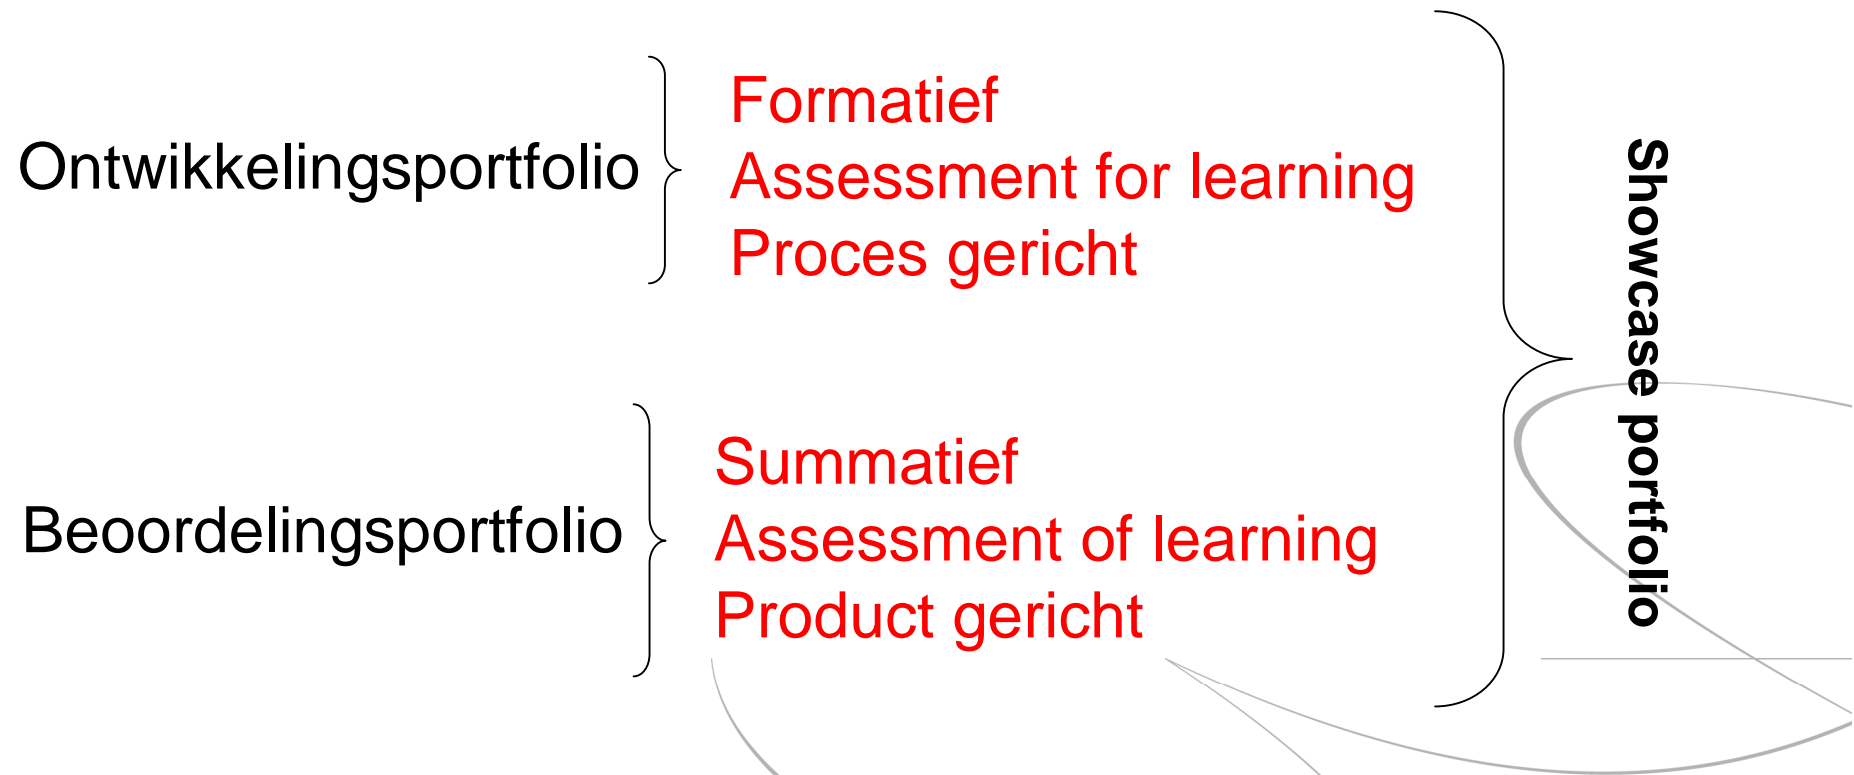 Ontwikkelingsportfolio
Formatief
Assessment for learning
Proces gericht
Beoordelingsportfolio
Summatief
Assessment of learning
Product gericht
Showcase portfolio